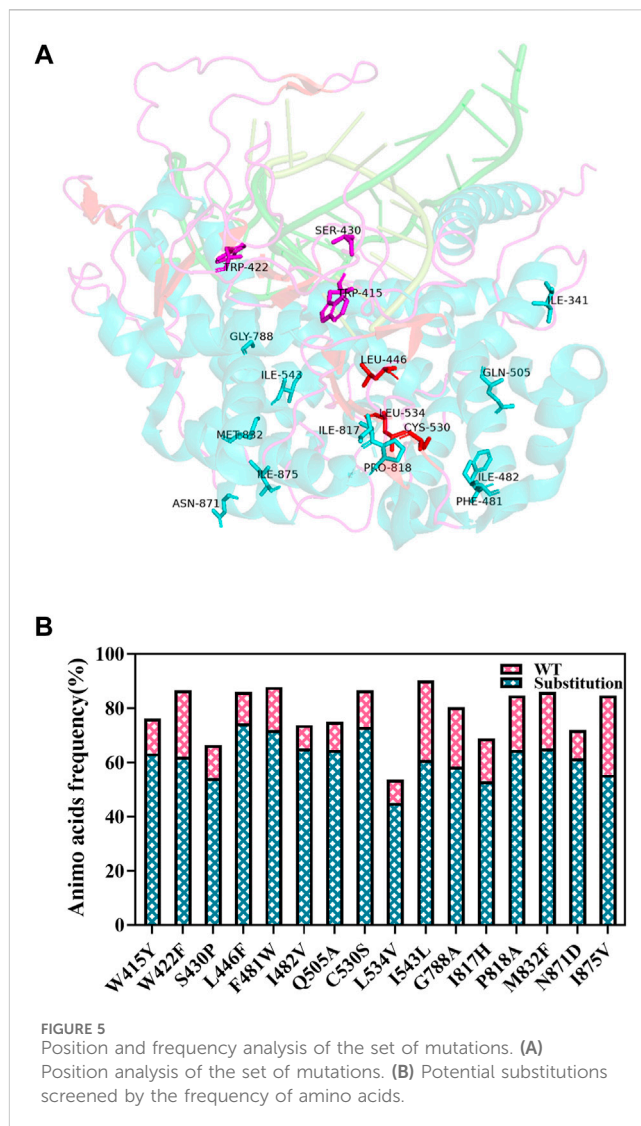 A
SER-430
TRP-422
TRP-415
ILE-341
GLY-788
LEU-446
ILE-543
GLN-505
LEU-534
ILE-817
CYS-530
MET-832
PRO-818
ILE-482
ILE-875
PHE-481
ASN-871
B
Animo acids frequency(%)
100
80
60
40
20
0
WT
Substitution
W415Y
W422F
S430P
L446F
F481W
I482V
Q505A
C530S
L534V
I543L
G788A
I817H
P818A
M832F
N871D
I875V
FIGURE 5
Position and frequency analysis of the set of mutations. (A)
Position analysis of the set of mutations. (B) Potential substitutions
screened by the frequency of amino acids.